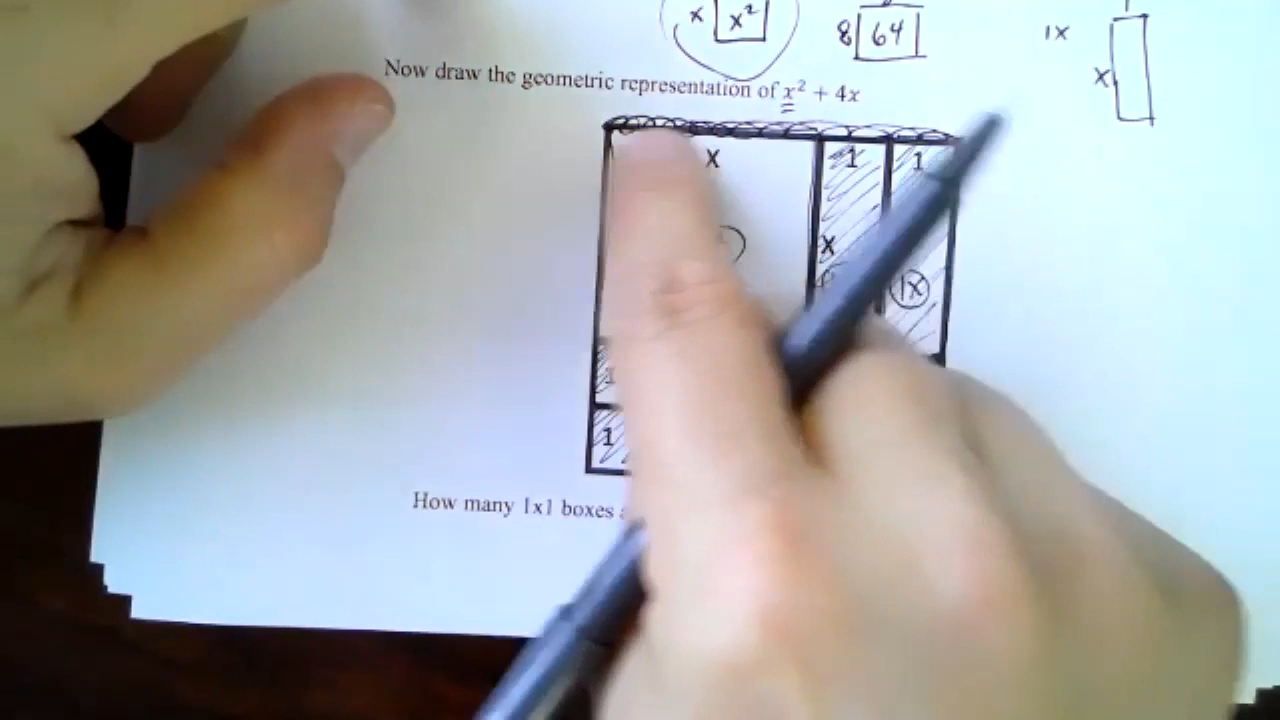 x x²
8 64
1x
x
Now draw the geometric representation of x² + 4x
x 1 1
x
1x
1
1
How many 1x1 boxes